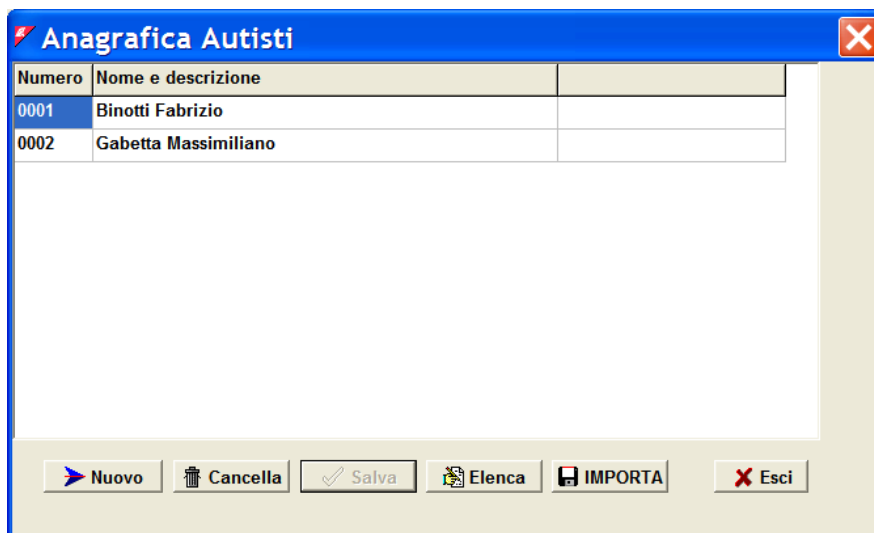 Anagrafica Autisti
Numero Nome e descrizione
0001 Binotti Fabrizio
0002 Gabetta Massimiliano
Nuovo Cancella Salva Elenca IMPORTA Esci